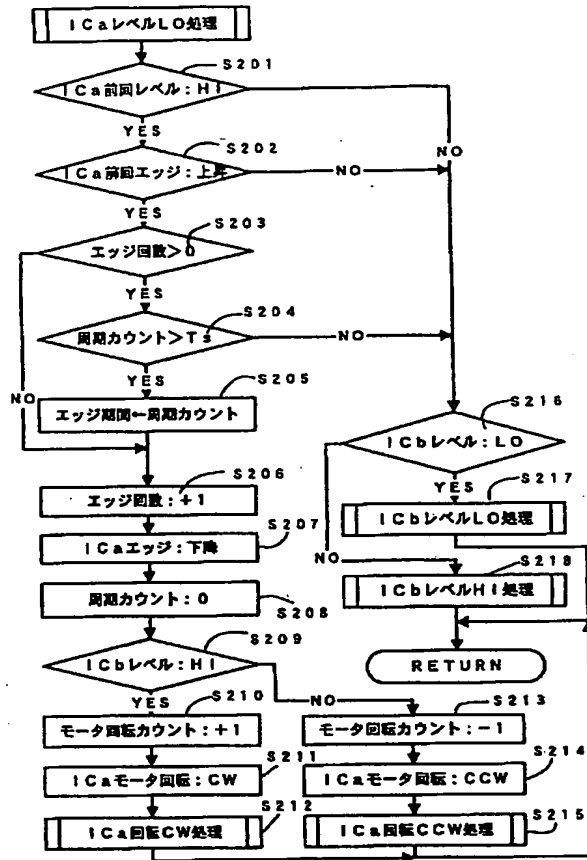 ICaレベルLO処理
S201
ICa前回レベル:HI
YES
NO
S202
ICa前回エッジ:上昇
NO
YES
S203
エッジ回数>0
YES
S204
周期カウント>Ts
NO
YES
NO
S205
エッジ期間←周期カウント
S216
ICbレベル:LO
YES
S217
ICbレベルLO処理
S206
エッジ回数:+1
S207
ICaエッジ:下降
NO
S218
ICbレベルHI処理
周期カウント:0
S208
S209
ICbレベル:HI
RETURN
YES
NO
S210
モータ回転カウント:+1
S213
モータ回転カウント:-1
S211
ICaモータ回転:CW
S214
ICaモータ回転:CCW
S212
ICa回転CW処理
S215
ICa回転CCW処理